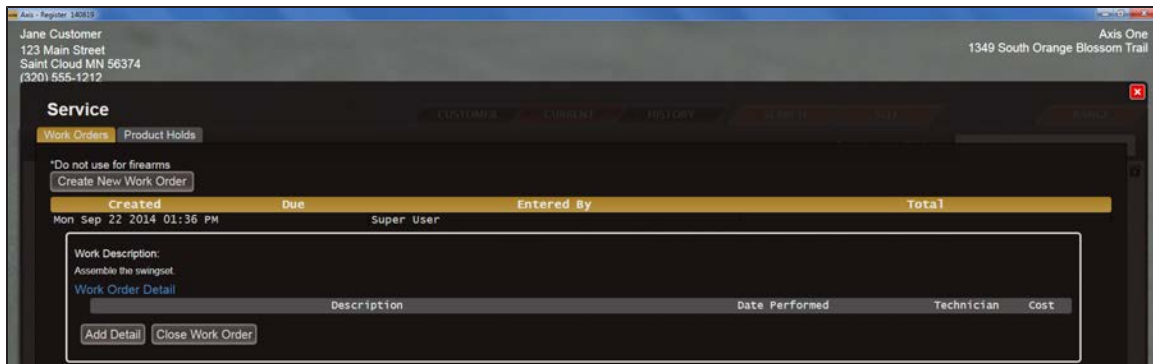 Axis - Register 140819
Jane Customer
123 Main Street
Saint Cloud MN 56374
(320) 555-1212
Axis One
1349 South Orange Blossom Trail
Service
CUSTOMER CURRENT HISTORY SEARCH RANGE
Work Orders Product Holds
*Do not use for firearms
Create New Work Order
Created Due Entered By Total
Mon Sep 22 2014 01:36 PM Super User
Work Description:
Assemble the swingset.
Work Order Detail
Description Date Performed Technician Cost
Add Detail Close Work Order